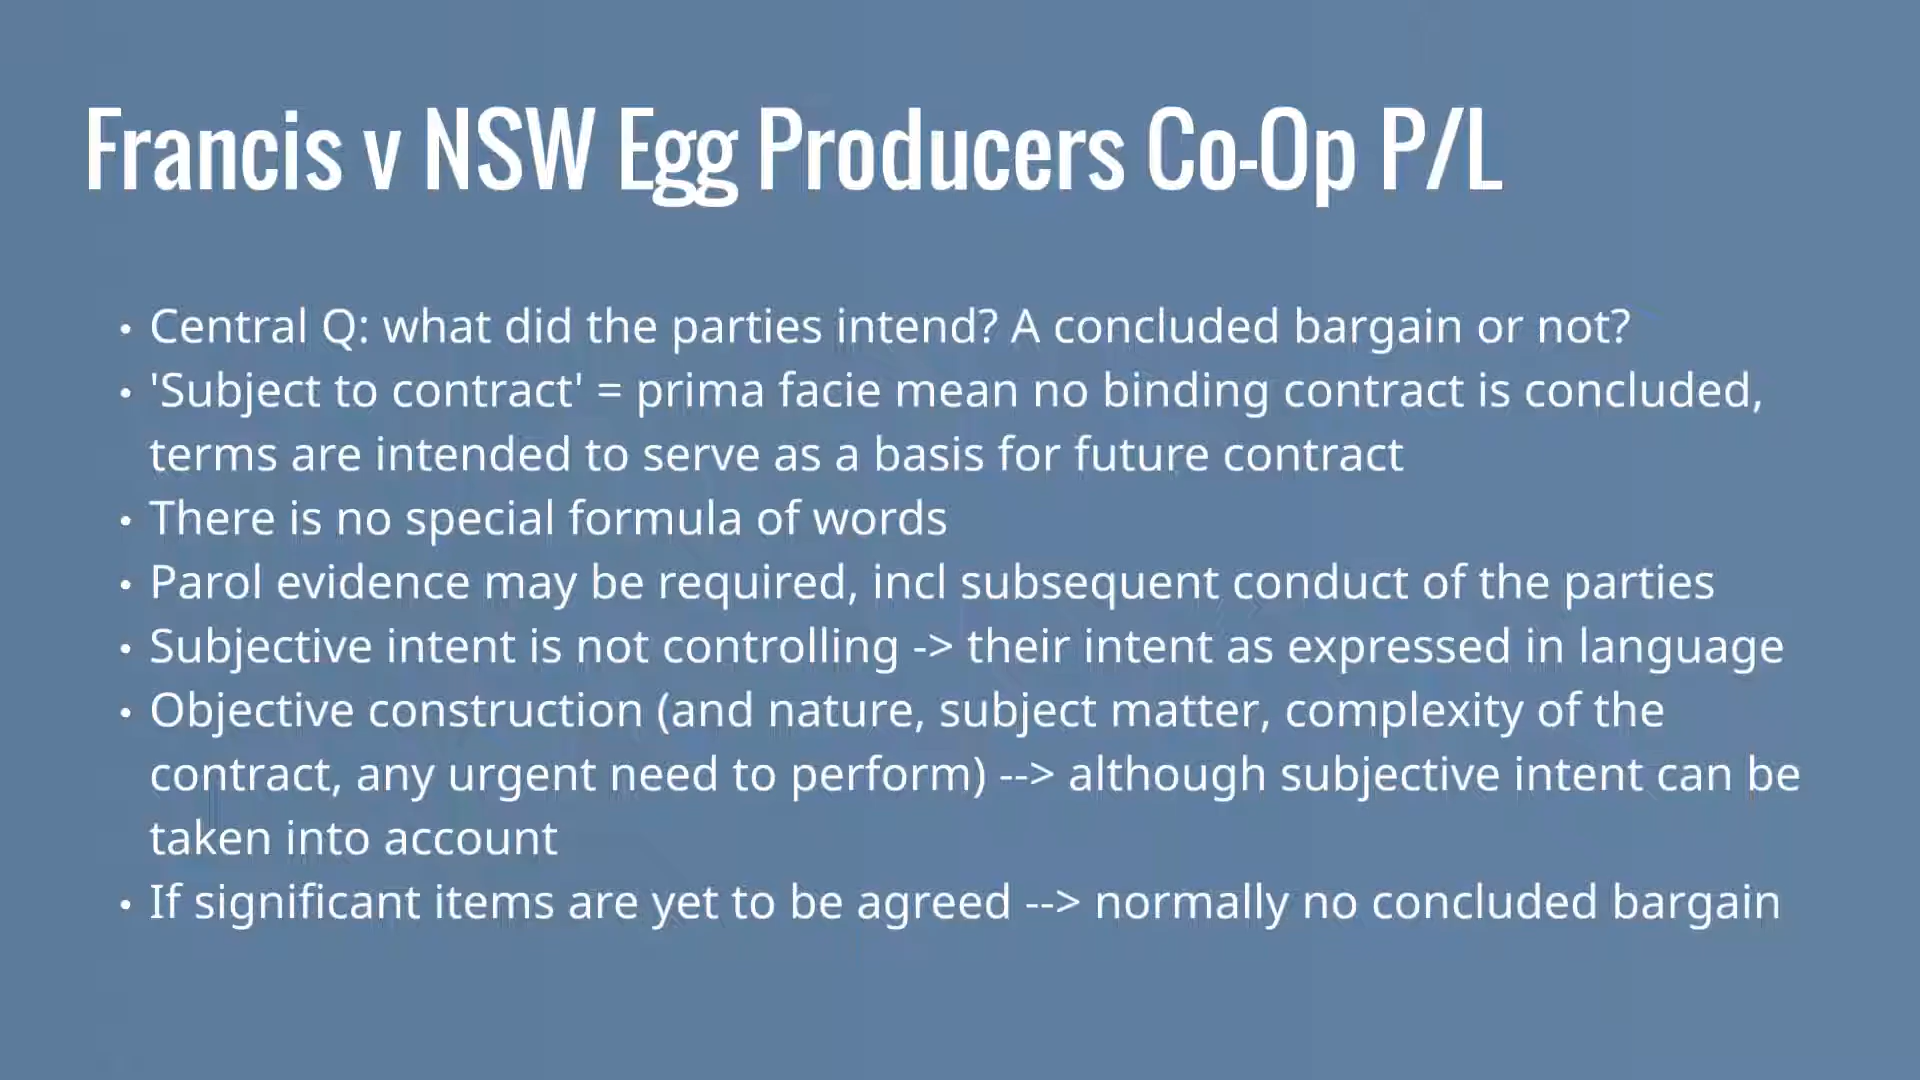 Francis v NSW Egg Producers Co-Op P/L
• Central Q: what did the parties intend? A concluded bargain or not?
• 'Subject to contract' = prima facie mean no binding contract is concluded,
terms are intended to serve as a basis for future contract
• There is no special formula of words
• Parol evidence may be required, incl subsequent conduct of the parties
• Subjective intent is not controlling -> their intent as expressed in language
• Objective construction (and nature, subject matter, complexity of the
contract, any urgent need to perform) --> although subjective intent can be
taken into account
• If significant items are yet to be agreed --> normally no concluded bargain